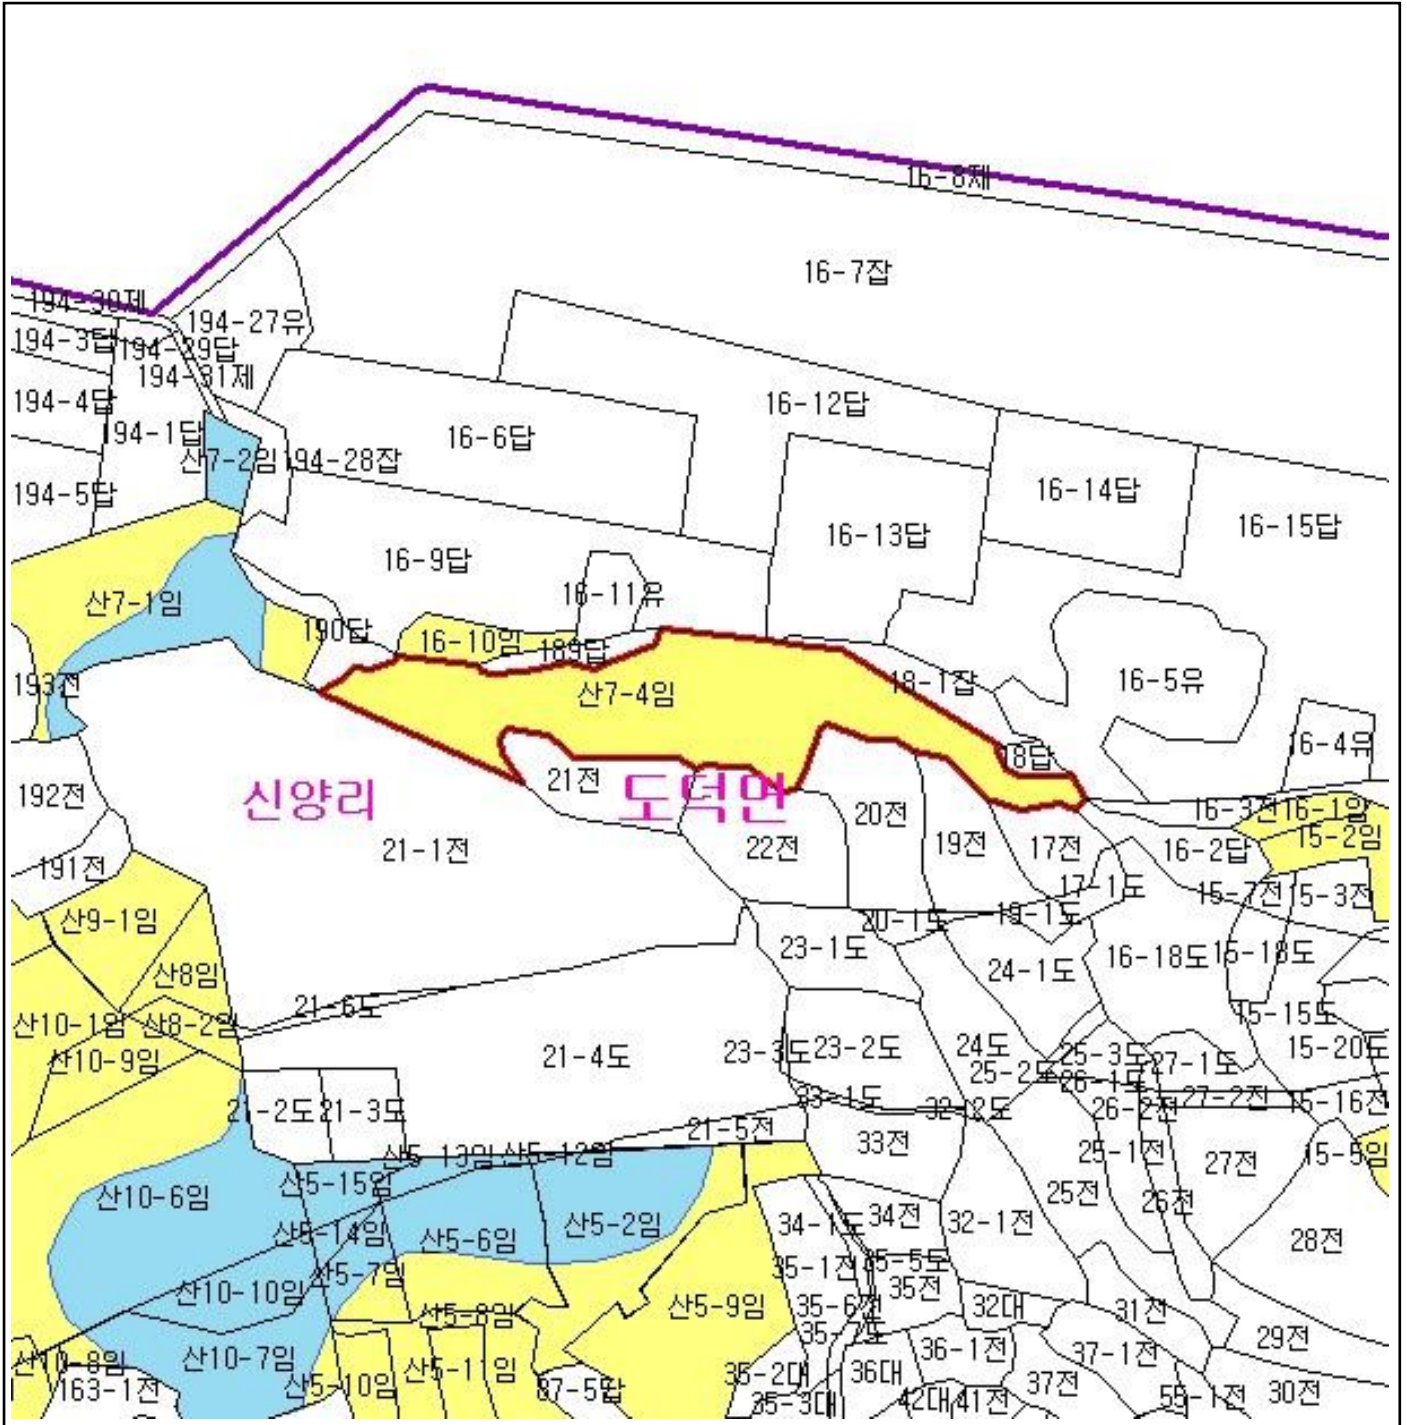 16-8제
16-7잡
194-30제
194-27유
194-3답
194-29답
194-31제
194-4답
16-12답
194-1답
16-6답
산7-2임
94-28잡
194-5답
16-14답
16-15답
16-13답
16-9답
16-11유
산7-1임
190답
16-10임
189답
193전
산7-4임
18-1잡
16-5유
16-4유
18답
192전
신양리
21전
도덕면
20전
16-3전
16-1임
21-1전
22전
19전
17전
16-2답
15-2임
191전
17-1도
15-7전
15-3전
산9-1임
20-1도
19-1도
23-1도
24-1도
16-18도
15-18도
산8임
21-6도
산10-1임
산8-2임
15-15도
산10-9임
21-4도
23-3도
23-2도
24도
25-3도
27-1도
15-20도
25-2도
26-1도
21-2도
21-3도
33-1도
32-2도
26-2전
27-2전
15-16전
21-5전
33전
25-1전
27전
15-5임
산5-13임
산5-12임
산10-6임
산5-15임
25전
26전
산5-14임
산5-6임
산5-2임
34-1도
34전
32-1전
28전
산5-7임
35-1전
35-5도
35전
산10-10임
산5-8임
산5-9임
35-6전
32대
31전
35-7도
29전
산10-8임
산10-7임
36-1전
37-1전
163-1전
산5-10임
산5-11임
87-5답
35-2대
36대
37전
30전
35-3대
42대
41전
55-1전